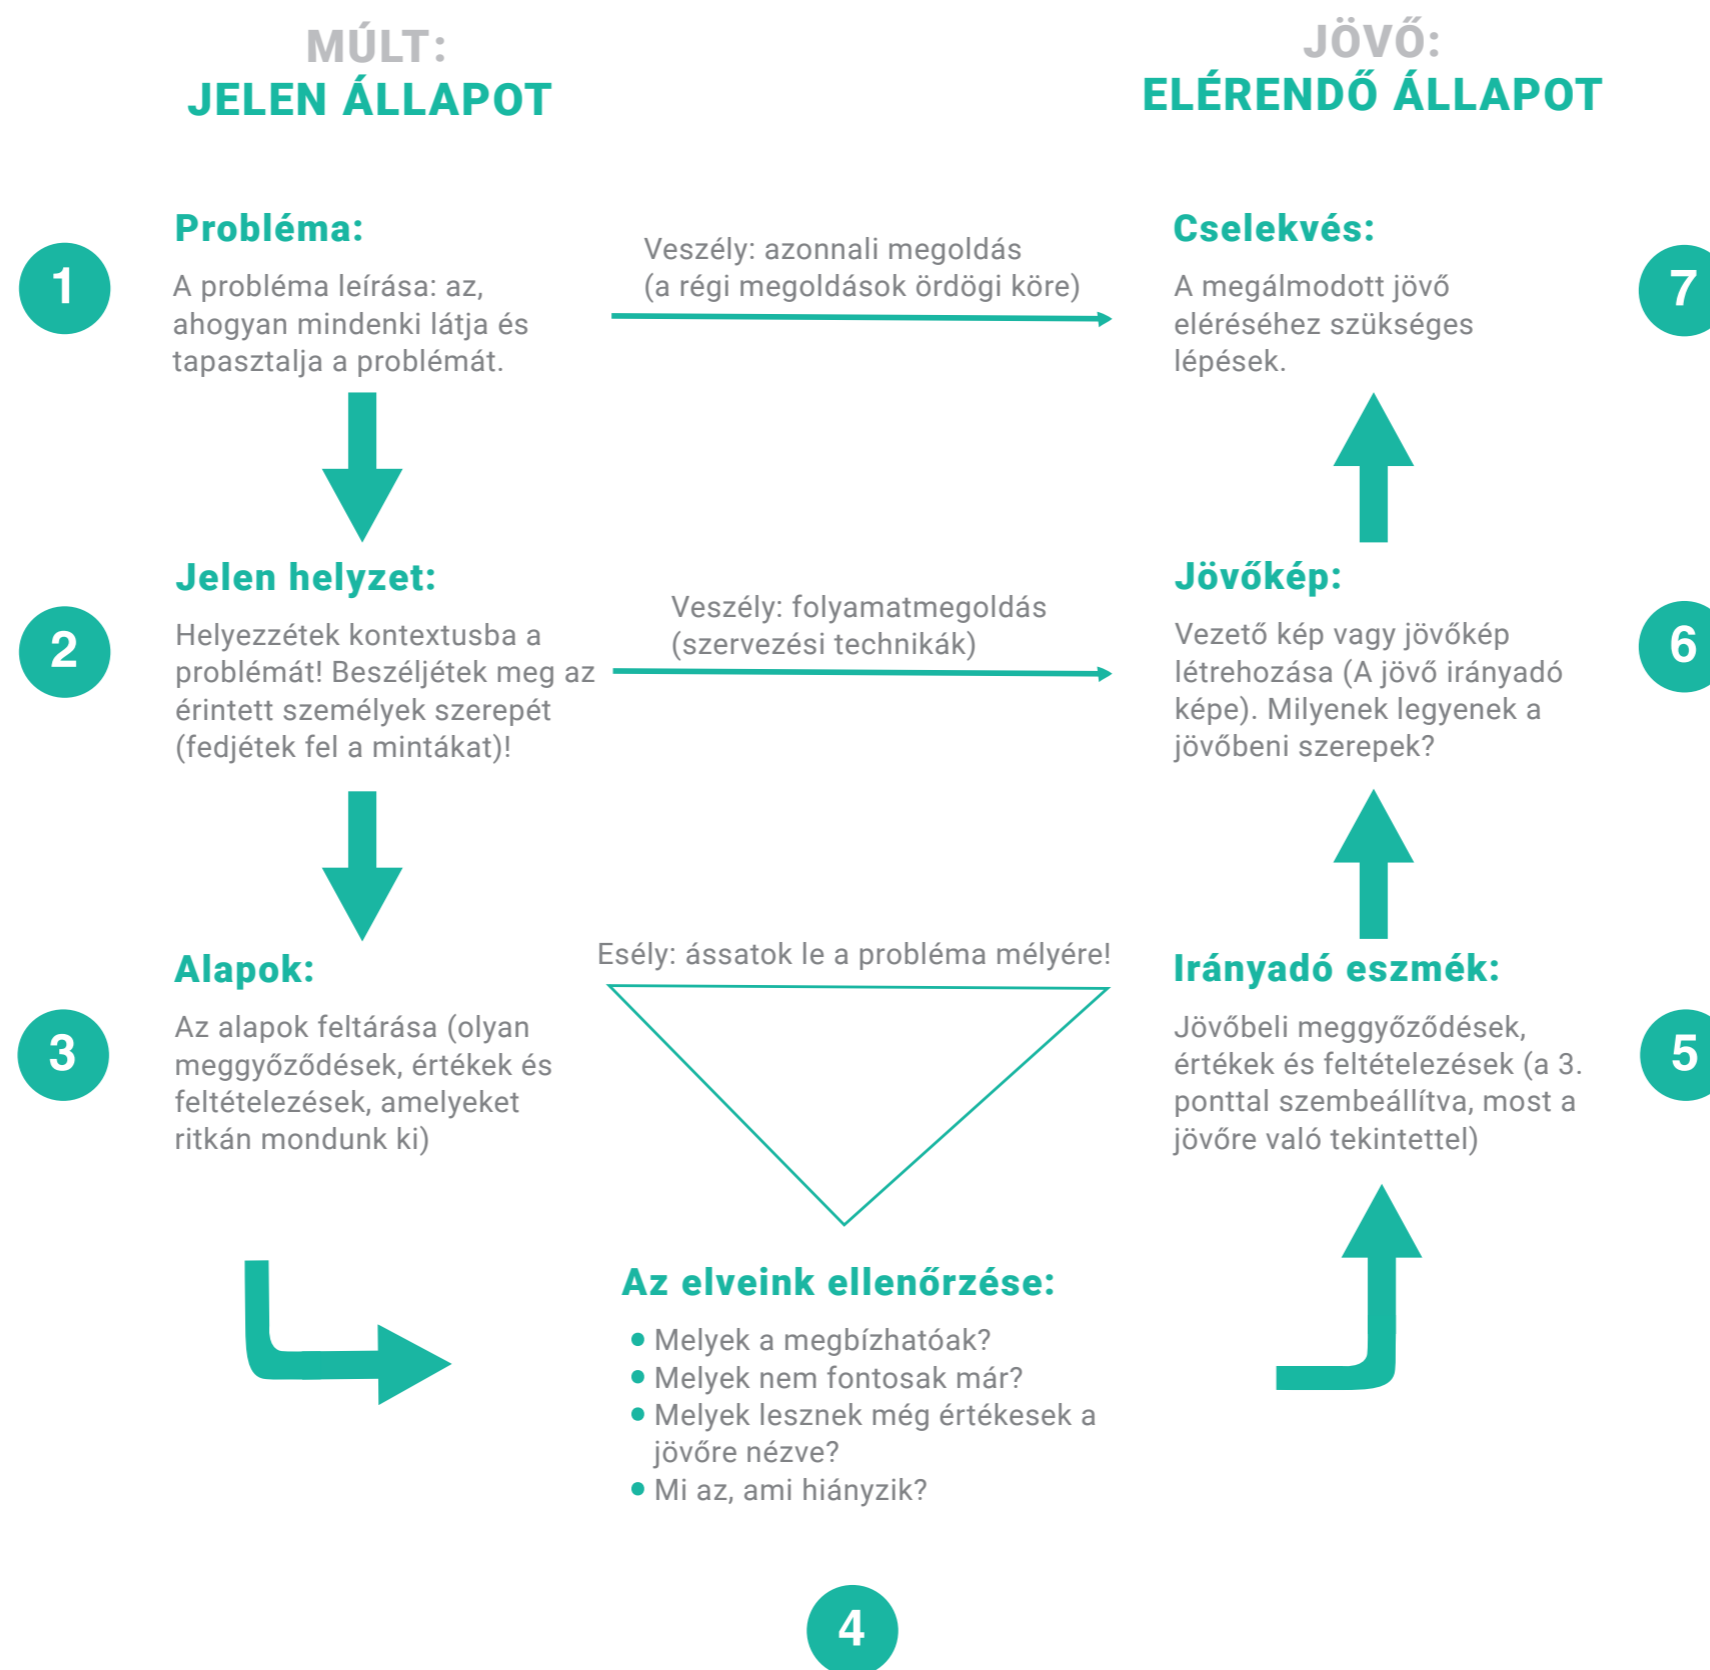 MÚLT:
JELEN ÁLLAPOT
JÖVŐ:
ELÉRENDŐ ÁLLAPOT
1
Probléma:
A probléma leírása: az,
ahogyan mindenki látja és
tapasztalja a problémát.
Veszély: azonnali megoldás
(a régi megoldások ördögi köre)
Cselekvés:
A megálmodott jövő
eléréséhez szükséges
lépések.
7
2
Jelen helyzet:
Helyezzétek kontextusba a
problémát! Beszéljétek meg az
érintett személyek szerepét
(fedjétek fel a mintákat)!
Veszély: folyamatmegoldás
(szervezési technikák)
Jövőkép:
Vezető kép vagy jövőkép
létrehozása (A jövő irányadó
képe). Milyenek legyenek a
jövőbeni szerepek?
6
3
Alapok:
Az alapok feltárása (olyan
meggyőződések, értékek és
feltételezések, amelyeket
ritkán mondunk ki)
Esély: ássatok le a probléma mélyére!
Irányadó eszmék:
Jövőbeli meggyőződések,
értékek és feltételezések (a 3.
ponttal szembeállítva, most a
jövőre való tekintettel)
5
Az elveink ellenőrzése:
• Melyek a megbízhatóak?
• Melyek nem fontosak már?
• Melyek lesznek még értékesek a
jövőre nézve?
• Mi az, ami hiányzik?
4